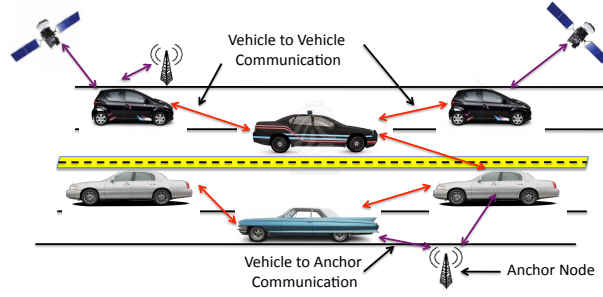 Vehicle to Vehicle
Communication
Vehicle to Anchor
Communication
Anchor Node